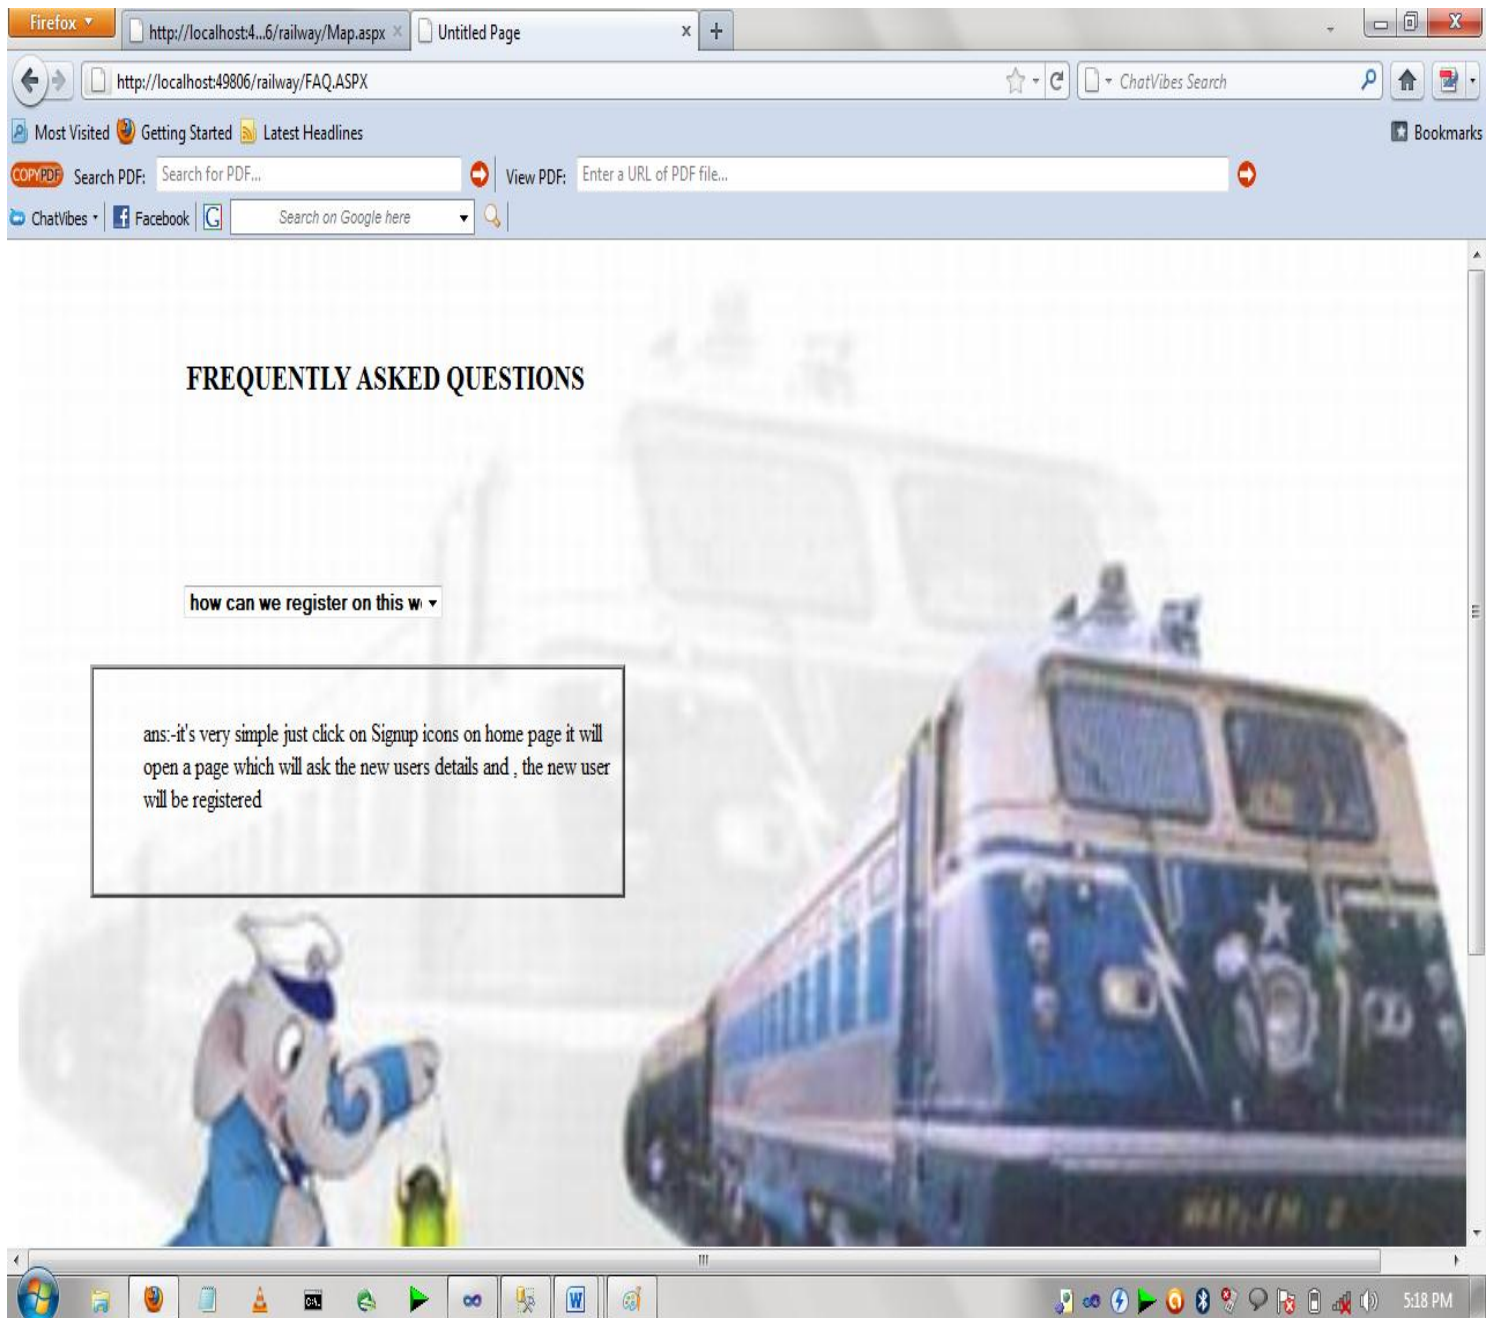 Firefox
http://localhost:4...6/railway/Map.aspx
Untitled Page
http://localhost:49806/railway/FAQ.ASPX
ChatVibes Search
Most Visited
Getting Started
Latest Headlines
Bookmarks
COPYPDF
Search PDF:
Search for PDF...
View PDF:
Enter a URL of PDF file...
ChatVibes
Facebook
G
Search on Google here
FREQUENTLY ASKED QUESTIONS
how can we register on this w
ans:-it's very simple just click on Signup icons on home page it will
open a page which will ask the new users details and , the new user
will be registered
5:18 PM